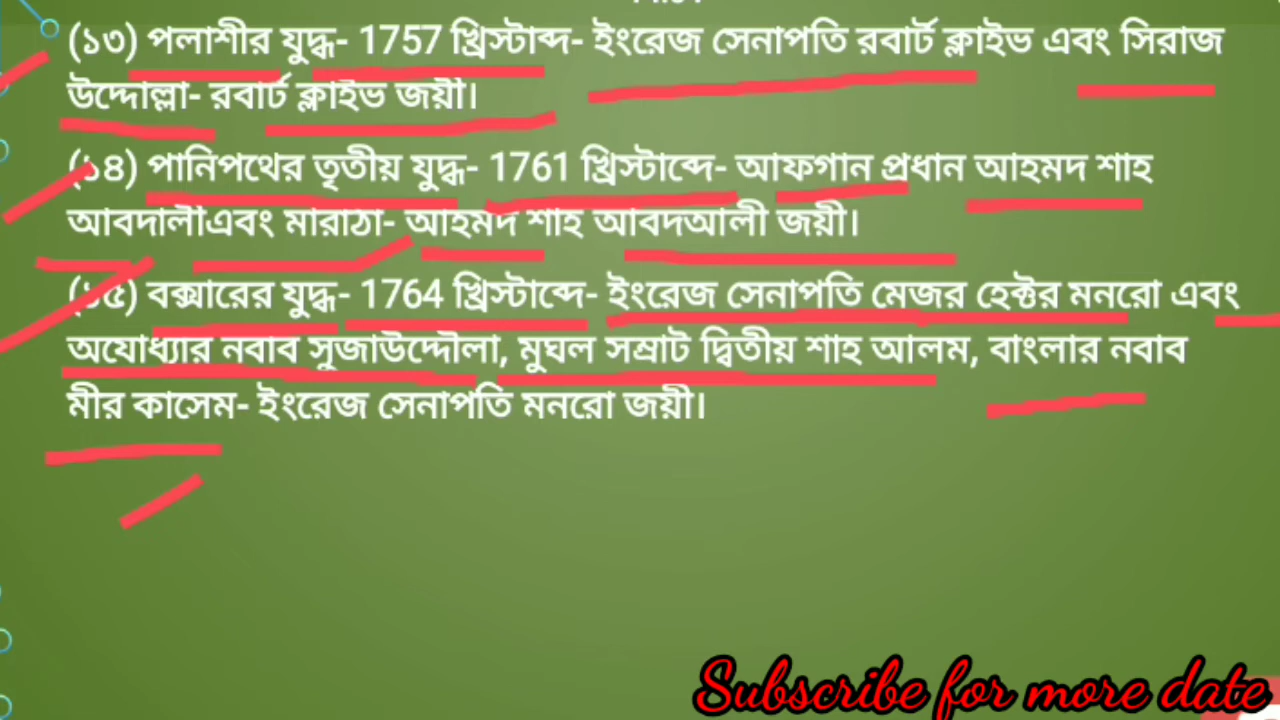 (১৩) পলাশীর যুদ্ধ- 1757 খ্রিস্টাব্দ- ইংরেজ সেনাপতি রবার্ট ক্লাইভ এবং সিরাজ
উদ্দোল্লা- রবার্ট ক্লাইভ জয়ী।
(১৪) পানিপথের তৃতীয় যুদ্ধ- 1761 খ্রিস্টাব্দে- আফগান প্রধান আহমদ শাহ
আবদালীএবং মারাঠা- আহমদ শাহ আবদআলী জয়ী।
(১৫) বক্সারের যুদ্ধ- 1764 খ্রিস্টাব্দে- ইংরেজ সেনাপতি মেজর হেক্টর মনরো এবং
অযোধ্যার নবাব সুজাউদ্দৌলা, মুঘল সম্রাট দ্বিতীয় শাহ আলম, বাংলার নবাব
মীর কাসেম- ইংরেজ সেনাপতি মনরো জয়ী।
Subscribe for more date